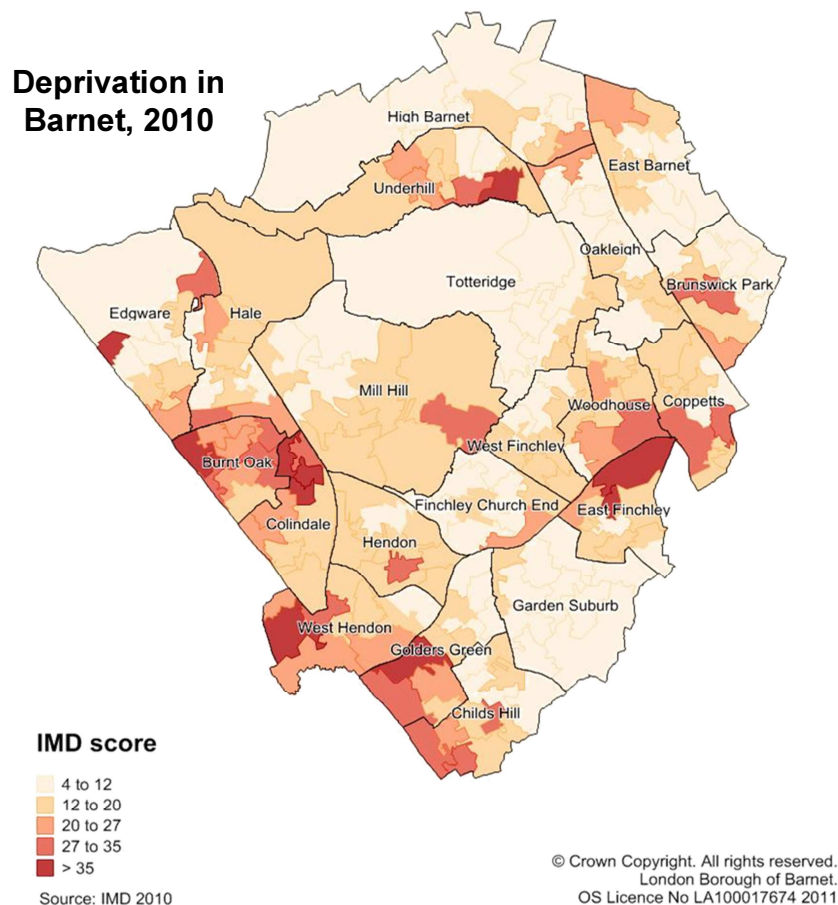 Deprivation in
Barnet, 2010
High Barnet
East Barnet
Underhill
Oakleigh
Totteridge
Brunswick Park
Edgware
Hale
Mill Hill
Coppetts
Woodhouse
West Finchley
Burnt Oak
Finchley Church End
East Finchley
Colindale
Hendon
Garden Suburb
West Hendon
Golders Green
Childs Hill
IMD score
4 to 12
12 to 20
20 to 27
27 to 35
> 35
Source: IMD 2010
© Crown Copyright. All rights reserved.
London Borough of Barnet.
OS Licence No LA100017674 2011